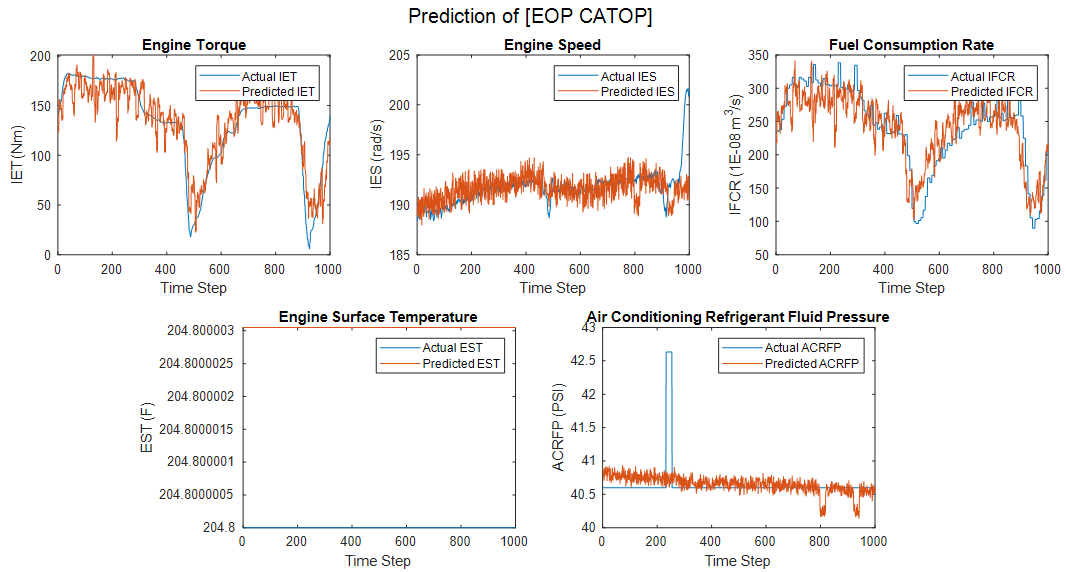 Prediction of [EOP CATOP]
Engine Torque
Engine Speed
Fuel Consumption Rate
200
150
100
50
0
IET (Nm)
Actual IET
Predicted IET
0 200 400 600 800 1000
Time Step
205
200
195
190
185
IES (rad/s)
Actual IES
Predicted IES
0 200 400 600 800 1000
Time Step
350
300
250
200
150
100
50
IFCR (1E-08 m³/s)
Actual IFCR
Predicted IFCR
0 200 400 600 800 1000
Time Step
Engine Surface Temperature
204.800003
204.8000025
204.800002
204.8000015
204.800001
204.8000005
204.8
EST (F)
Actual EST
Predicted EST
0 200 400 600 800 1000
Time Step
Air Conditioning Refrigerant Fluid Pressure
43
42.5
42
41.5
41
40.5
40
ACRFP (PSI)
Actual ACRFP
Predicted ACRFP
0 200 400 600 800 1000
Time Step